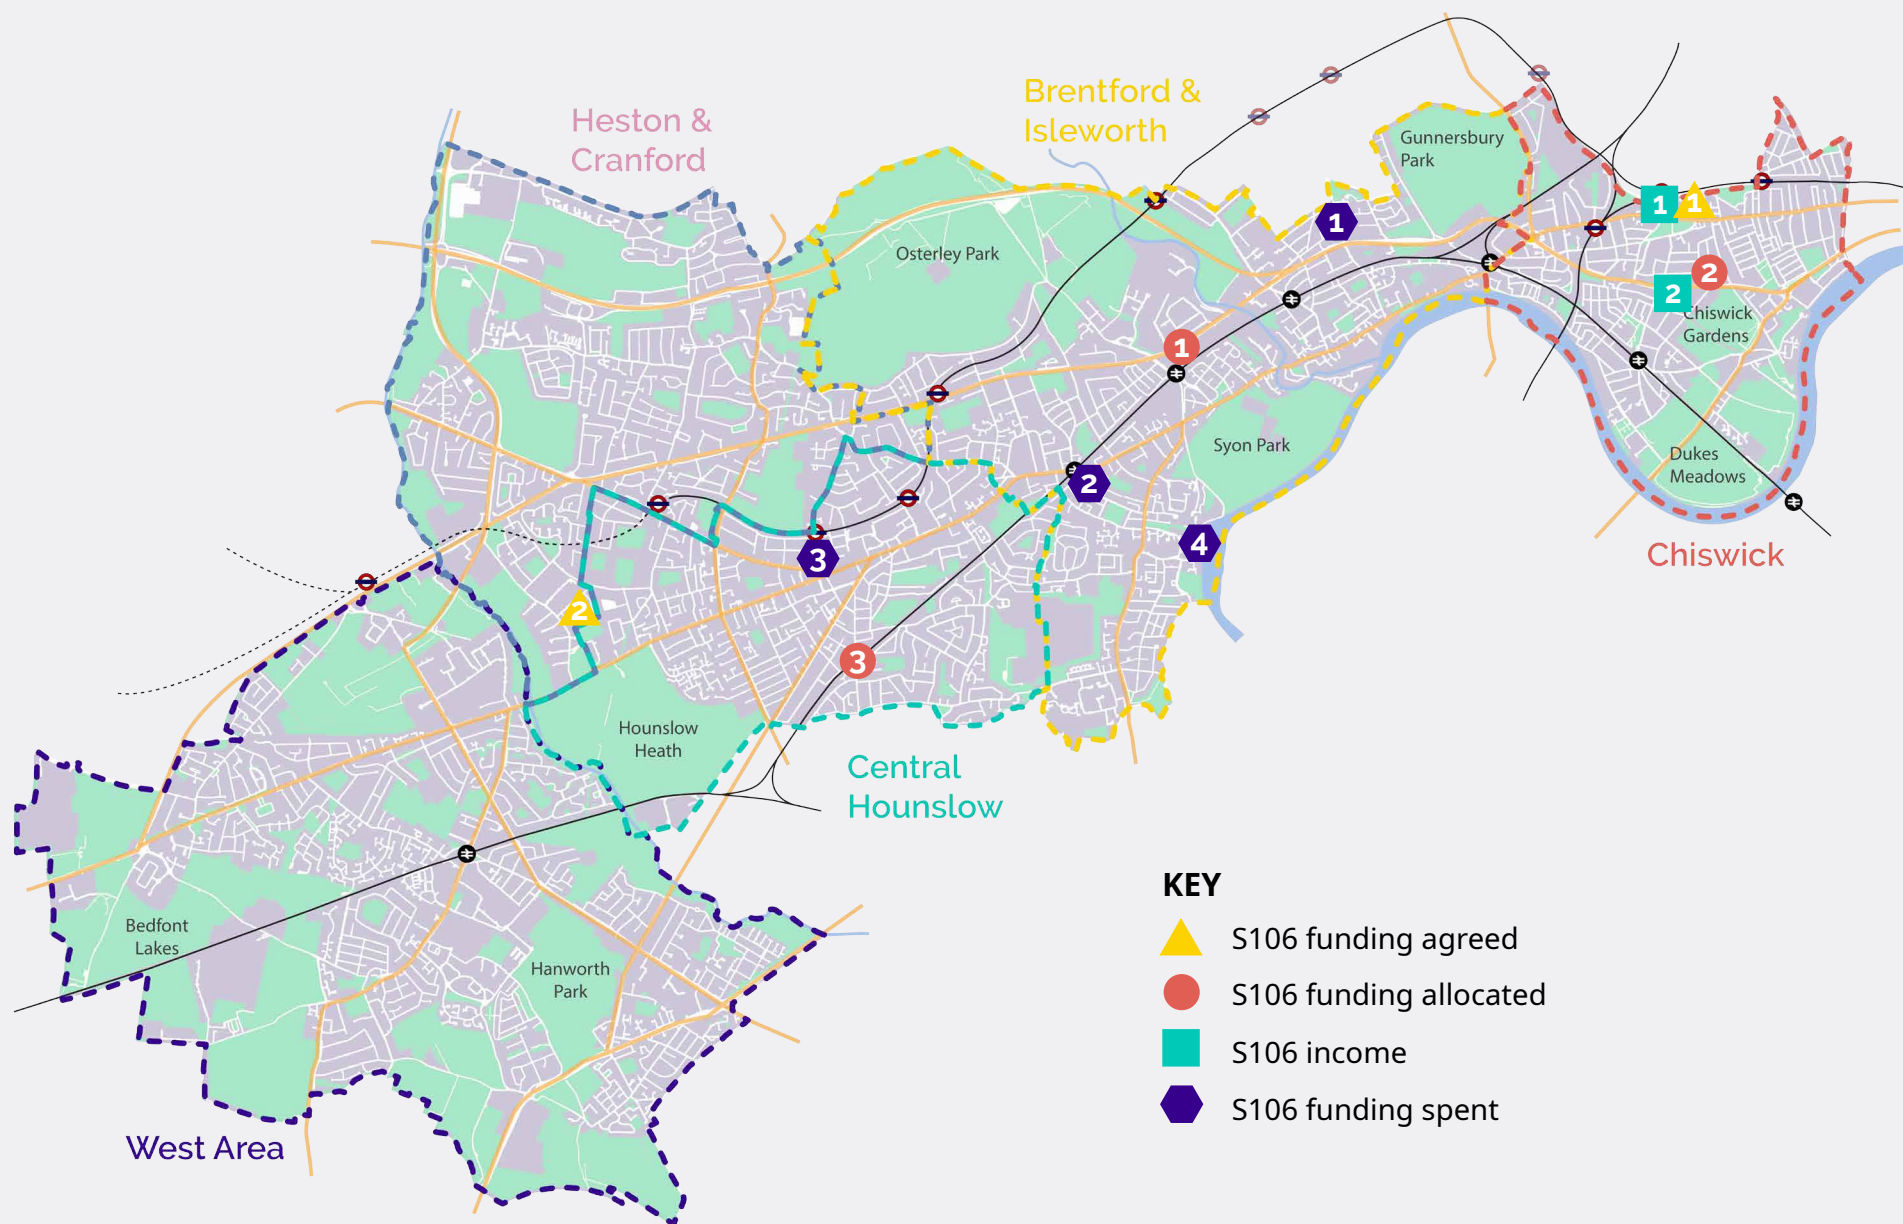 Heston &
Cranford
Brentford &
Isleworth
Gunnersbury
Park
Osterley Park
1
1
1
2
2
Chiswick
Gardens
1
Syon Park
Dukes
Meadows
2
Chiswick
3
4
2
3
Hounslow
Heath
Central
Hounslow
Bedfont
Lakes
Hanworth
Park
West Area
KEY
S106 funding agreed
S106 funding allocated
S106 income
S106 funding spent